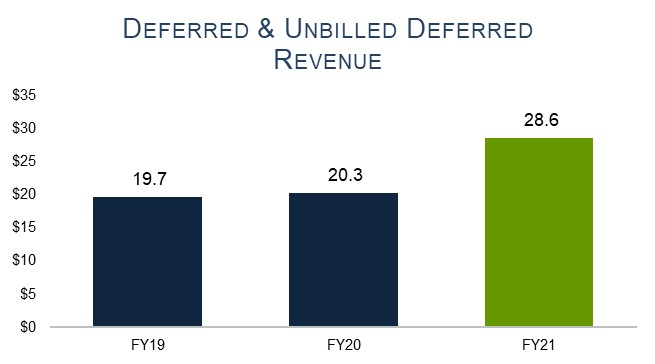 DEFERRED & UNBILLED DEFERRED
REVENUE
$35
$30
$25
$20
$15
$10
$5
$0
19.7
20.3
28.6
FY19
FY20
FY21